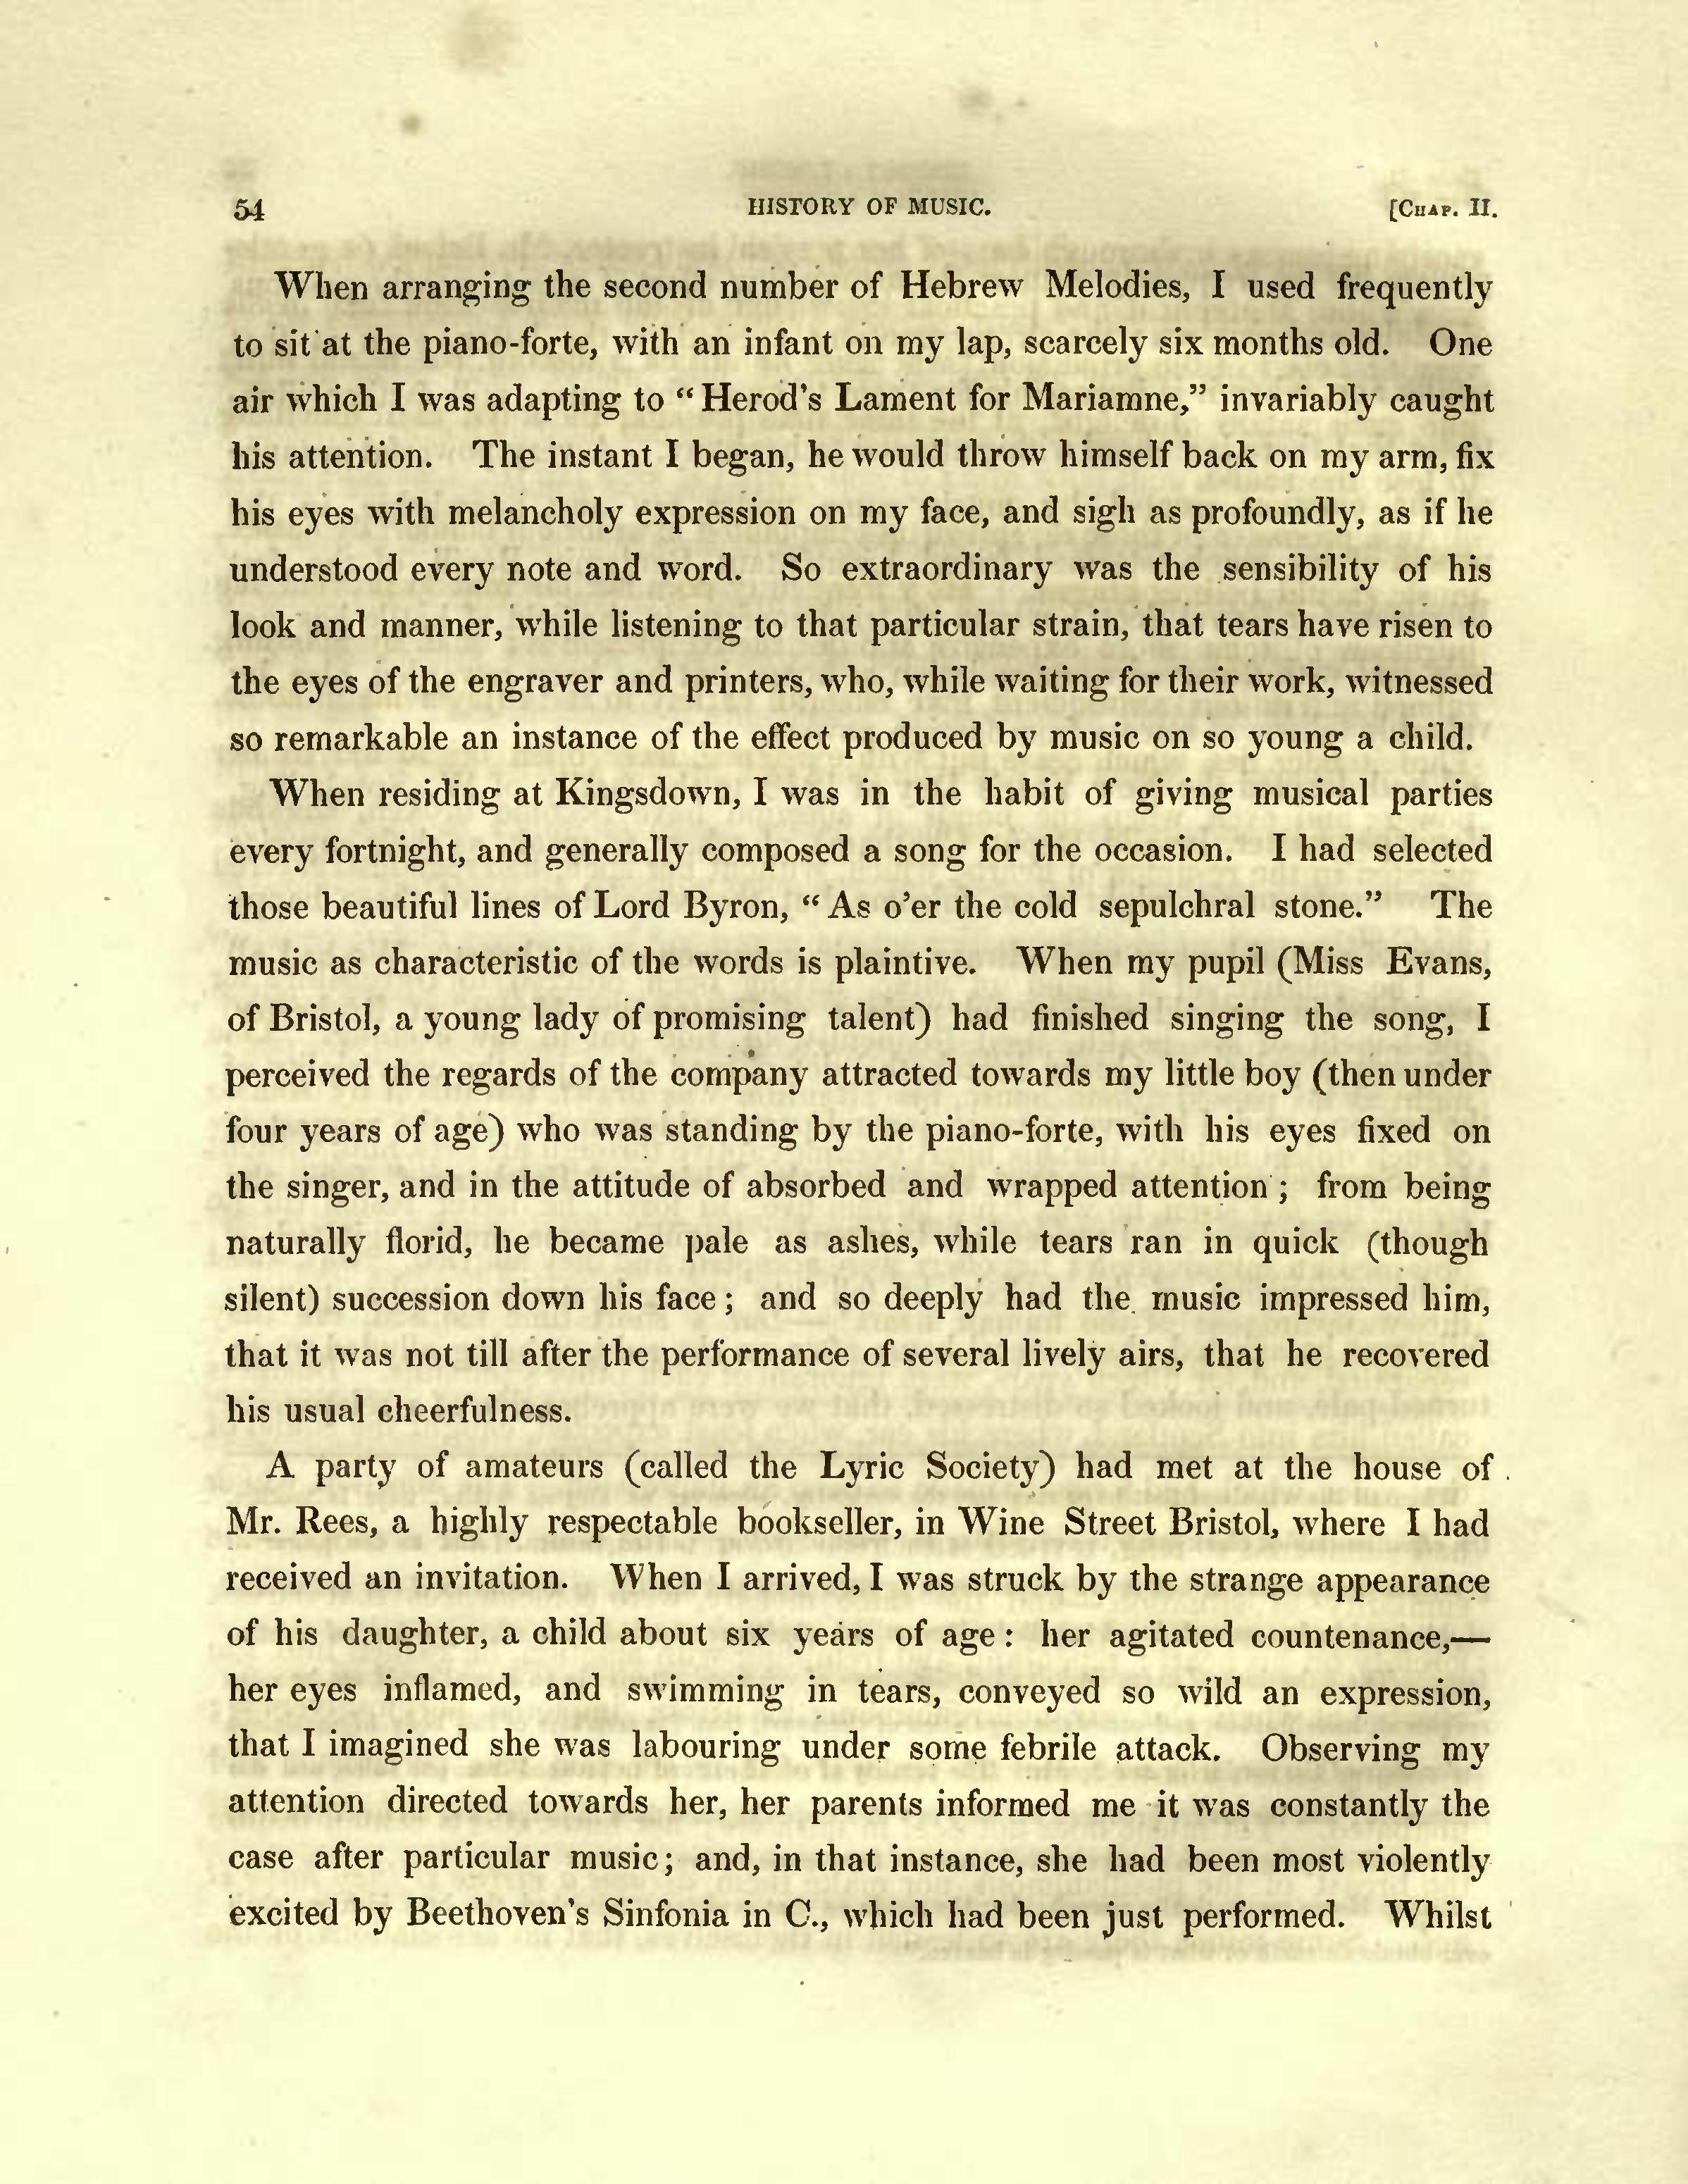 54 HISTORY OF MUSIC. [CHAP. II.
When arranging the second number of Hebrew Melodies, I used frequently
to sit at the piano-forte, with an infant on my lap, scarcely six months old. One
air which I was adapting to “Herod’s Lament for Mariamne,” invariably caught
his attention. The instant I began, he would throw himself back on my arm, fix
his eyes with melancholy expression on my face, and sigh as profoundly, as if he
understood every note and word. So extraordinary was the sensibility of his
look and manner, while listening to that particular strain, that tears have risen to
the eyes of the engraver and printers, who, while waiting for their work, witnessed
so remarkable an instance of the effect produced by music on so young a child.
When residing at Kingsdown, I was in the habit of giving musical parties
every fortnight, and generally composed a song for the occasion. I had selected
those beautiful lines of Lord Byron, “As o’er the cold sepulchral stone.” The
music as characteristic of the words is plaintive. When my pupil (Miss Evans,
of Bristol, a young lady of promising talent) had finished singing the song, I
perceived the regards of the company attracted towards my little boy (then under
four years of age) who was standing by the piano-forte, with his eyes fixed on
the singer, and in the attitude of absorbed and wrapped attention; from being
naturally florid, he became pale as ashes, while tears ran in quick (though
silent) succession down his face; and so deeply had the music impressed him,
that it was not till after the performance of several lively airs, that he recovered
his usual cheerfulness.
A party of amateurs (called the Lyric Society) had met at the house of
Mr. Rees, a highly respectable bookseller, in Wine Street Bristol, where I had
received an invitation. When I arrived, I was struck by the strange appearance
of his daughter, a child about six years of age: her agitated countenance,—
her eyes inflamed, and swimming in tears, conveyed so wild an expression,
that I imagined she was labouring under some febrile attack. Observing my
attention directed towards her, her parents informed me it was constantly the
case after particular music; and, in that instance, she had been most violently
excited by Beethoven’s Sinfonia in C., which had been just performed. Whilst